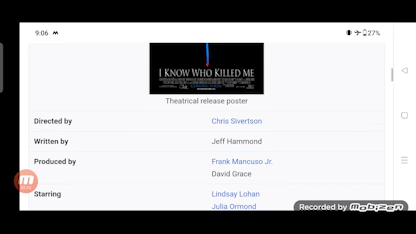 9:06 M
27%
I KNOW WHO KILLED ME
Theatrical release poster
Directed by Chris Sivertson
Written by Jeff Hammond
Produced by Frank Mancuso Jr.
David Grace
Starring Lindsay Lohan
Julia Ormond
Recorded by Mobizen